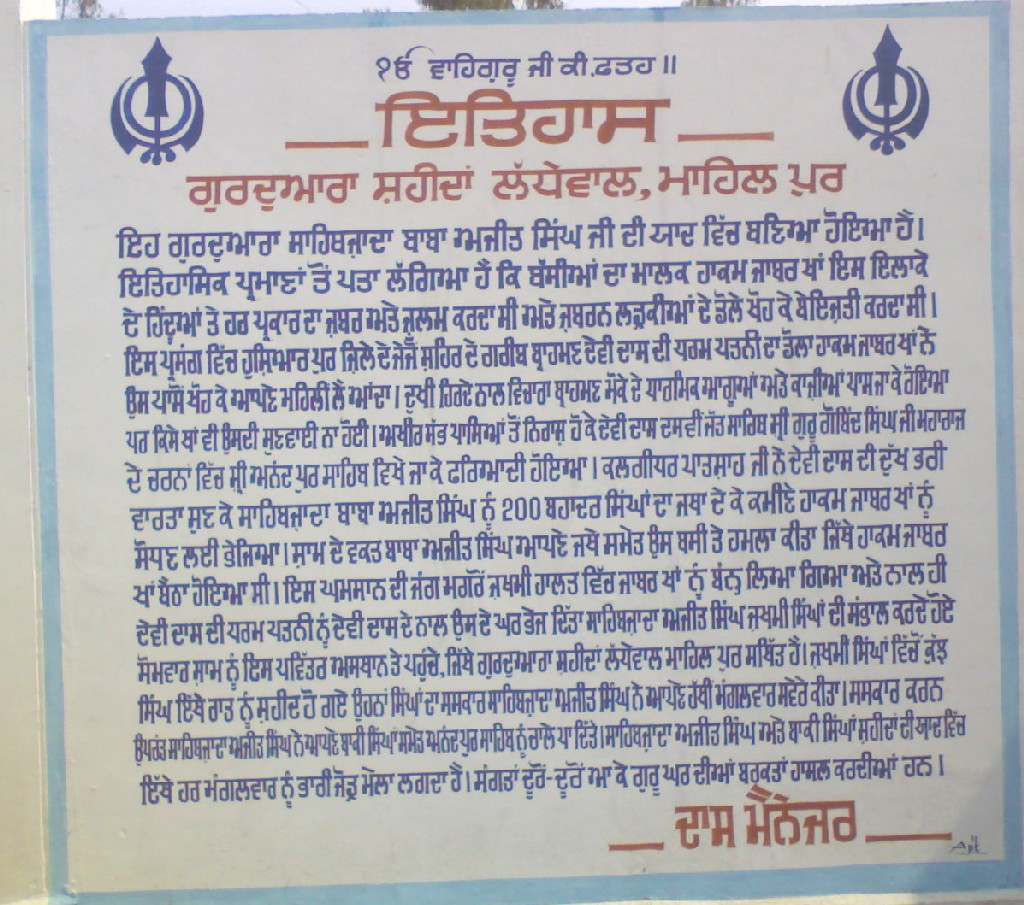 ੧ੳ ਵਾਹਿਗੁਰੂ ਜੀ ਕੀ ਫ਼ਤਹ ॥
ਇਤਿਹਾਸ
ਗੁਰਦੁਆਰਾ ਸ਼ਹੀਦਾਂ ਲੱਧੇਵਾਲ, ਮਾਹਿਲ ਪੁਰ
ਇਹ ਗੁਰਦੁਆਰਾ ਸਾਹਿਬਜ਼ਾਦਾ ਬਾਬਾ ਅਜੀਤ ਸਿੰਘ ਜੀ ਦੀ ਯਾਦ ਵਿੱਚ ਬਣਿਆ ਹੋਇਆ ਹੈ।
ਇਤਿਹਾਸਿਕ ਪ੍ਰਮਾਣਾਂ ਤੋਂ ਪਤਾ ਲੱਗਿਆ ਹੈ ਕਿ ਬੱਸੀਆਂ ਦਾ ਮਾਲਕ ਹਾਕਮ ਜਾਬਰ ਖਾਂ ਇਸ ਇਲਾਕੇ
ਦੇ ਹਿੰਦੂਆਂ ਤੇ ਹਰ ਪ੍ਰਕਾਰ ਦਾ ਜ਼ਬਰ ਅਤੇ ਜ਼ੁਲਮ ਕਰਦਾ ਸੀ ਅਤੇ ਜ਼ਬਰਨ ਲੜਕੀਆਂ ਦੇ ਡੋਲੇ ਖੋਹ ਕੇ ਬੇਇਜ਼ਤੀ ਕਰਦਾ ਸੀ।
ਇਸ ਪ੍ਰਸੰਗ ਵਿੱਚ ਹੁਸ਼ਿਆਰ ਪੁਰ ਜ਼ਿਲੇ ਦੇ ਜੇਜੋਂ ਸ਼ਹਿਰ ਦੇ ਗਰੀਬ ਬ੍ਰਾਹਮਣ ਦੇਵੀ ਦਾਸ ਦੀ ਧਰਮ ਪਤਨੀ ਦਾ ਡੋਲਾ ਹਾਕਮ ਜਾਬਰ ਖਾਂ ਨੇ
ਉਸ ਪਾਸੋਂ ਖੋਹ ਕੇ ਆਪਣੇ ਮਹਿਲੀਂ ਲੈ ਆਂਦਾ। ਦੁਖੀ ਹਿਰਦੇ ਨਾਲ ਵਿਚਾਰਾ ਬ੍ਰਾਹਮਣ ਮੌਕੇ ਦੇ ਧਾਰਮਿਕ ਆਗੂਆਂ ਅਤੇ ਕਾਜ਼ੀਆਂ ਪਾਸ ਜਾ ਕੇ ਰੋਇਆ
ਪਰ ਕਿਸੇ ਥਾਂ ਵੀ ਉਸਦੀ ਸੁਣਵਾਈ ਨਾ ਹੋਈ। ਅਖੀਰ ਸਭ ਪਾਸਿਆਂ ਤੋਂ ਨਿਰਾਸ਼ ਹੋ ਕੇ ਦੇਵੀ ਦਾਸ ਦਸਵੀਂ ਜੋਤ ਸਾਹਿਬ ਸ੍ਰੀ ਗੁਰੂ ਗੋਬਿੰਦ ਸਿੰਘ ਜੀ ਮਹਾਰਾਜ
ਦੇ ਚਰਨਾਂ ਵਿੱਚ ਸ਼੍ਰੀ ਅਨੰਦ ਪੁਰ ਸਾਹਿਬ ਵਿਖੇ ਜਾ ਕੇ ਫਰਿਆਦੀ ਹੋਇਆ। ਕਲਗੀਧਰ ਪਾਤਸ਼ਾਹ ਜੀ ਨੇ ਦੇਵੀ ਦਾਸ ਦੀ ਦੁੱਖ ਭਰੀ
ਵਾਰਤਾ ਸੁਣ ਕੇ ਸਾਹਿਬਜ਼ਾਦਾ ਬਾਬਾ ਅਜੀਤ ਸਿੰਘ ਨੂੰ 200 ਬਹਾਦਰ ਸਿੰਘਾਂ ਦਾ ਜਥਾ ਦੇ ਕੇ ਕਮੀਣੇ ਹਾਕਮ ਜਾਬਰ ਖਾਂ ਨੂੰ
ਸੋਧਣ ਲਈ ਭੇਜਿਆ। ਸ਼ਾਮ ਦੇ ਵਕਤ ਬਾਬਾ ਅਜੀਤ ਸਿੰਘ ਆਪਣੇ ਜਥੇ ਸਮੇਤ ਉਸ ਬਸੀ ਤੇ ਹਮਲਾ ਕੀਤਾ ਜਿੱਥੇ ਹਾਕਮ ਜਾਬਰ
ਖਾਂ ਬੈਠਾ ਹੋਇਆ ਸੀ। ਇਸ ਘਮਸਾਨ ਦੀ ਜੰਗ ਮਗਰੋਂ ਜ਼ਖਮੀ ਹਾਲਤ ਵਿੱਚ ਜਾਬਰ ਖਾਂ ਨੂੰ ਬੰਨ੍ਹ ਲਿਆ ਗਿਆ ਅਤੇ ਨਾਲ ਹੀ
ਦੇਵੀ ਦਾਸ ਦੀ ਧਰਮ ਪਤਨੀ ਨੂੰ ਦੇਵੀ ਦਾਸ ਦੇ ਨਾਲ ਉਸ ਦੇ ਘਰ ਭੇਜ ਦਿੱਤਾ ਸਾਹਿਬਜ਼ਾਦਾ ਅਜੀਤ ਸਿੰਘ ਜ਼ਖਮੀ ਸਿੰਘਾਂ ਦੀ ਸੰਭਾਲ ਕਰਦੇ ਹੋਏ
ਸੋਮਵਾਰ ਸ਼ਾਮ ਨੂੰ ਇਸ ਪਵਿੱਤਰ ਅਸਥਾਨ ਤੇ ਪਹੁੰਚੇ, ਜਿੱਥੇ ਗੁਰਦੁਆਰਾ ਸ਼ਹੀਦਾਂ ਲੱਧੇਵਾਲ ਮਾਹਿਲ ਪੁਰ ਸਥਿੱਤ ਹੈ। ਜ਼ਖਮੀ ਸਿੰਘਾਂ ਵਿੱਚੋਂ ਕੁੱਝ
ਸਿੰਘ ਇੱਥੇ ਰਾਤ ਨੂੰ ਸ਼ਹੀਦ ਹੋ ਗਏ ਉਹਨਾਂ ਸਿੰਘਾਂ ਦਾ ਸਸਕਾਰ ਸਾਹਿਬਜ਼ਾਦਾ ਅਜੀਤ ਸਿੰਘ ਨੇ ਆਪਣੇ ਹੱਥੀਂ ਮੰਗਲਵਾਰ ਸਵੇਰੇ ਕੀਤਾ। ਸਸਕਾਰ ਕਰਨ
ਉਪਰੰਤ ਸਾਹਿਬਜ਼ਾਦਾ ਅਜੀਤ ਸਿੰਘ ਨੇ ਆਪਣੇ ਬਾਕੀ ਸਿੰਘਾਂ ਸਮੇਤ ਅਨੰਦ ਪੁਰ ਸਾਹਿਬ ਨੂੰ ਚਾਲੇ ਪਾ ਦਿੱਤੇ। ਸਾਹਿਬਜ਼ਾਦਾ ਅਜੀਤ ਸਿੰਘ ਅਤੇ ਬਾਕੀ ਸਿੰਘਾਂ ਸ਼ਹੀਦਾਂ ਦੀ ਯਾਦ ਵਿੱਚ
ਇੱਥੇ ਹਰ ਮੰਗਲਵਾਰ ਨੂੰ ਭਾਰੀ ਜੋੜ ਮੇਲਾ ਲਗਦਾ ਹੈ। ਸੰਗਤਾਂ ਦੂਰੋਂ-ਦੂਰੋਂ ਆ ਕੇ ਗੁਰੂ ਘਰ ਦੀਆਂ ਬਰਕਤਾਂ ਹਾਸਲ ਕਰਦੀਆਂ ਹਨ।
ਦਾਸ ਮੈਨੇਜਰ